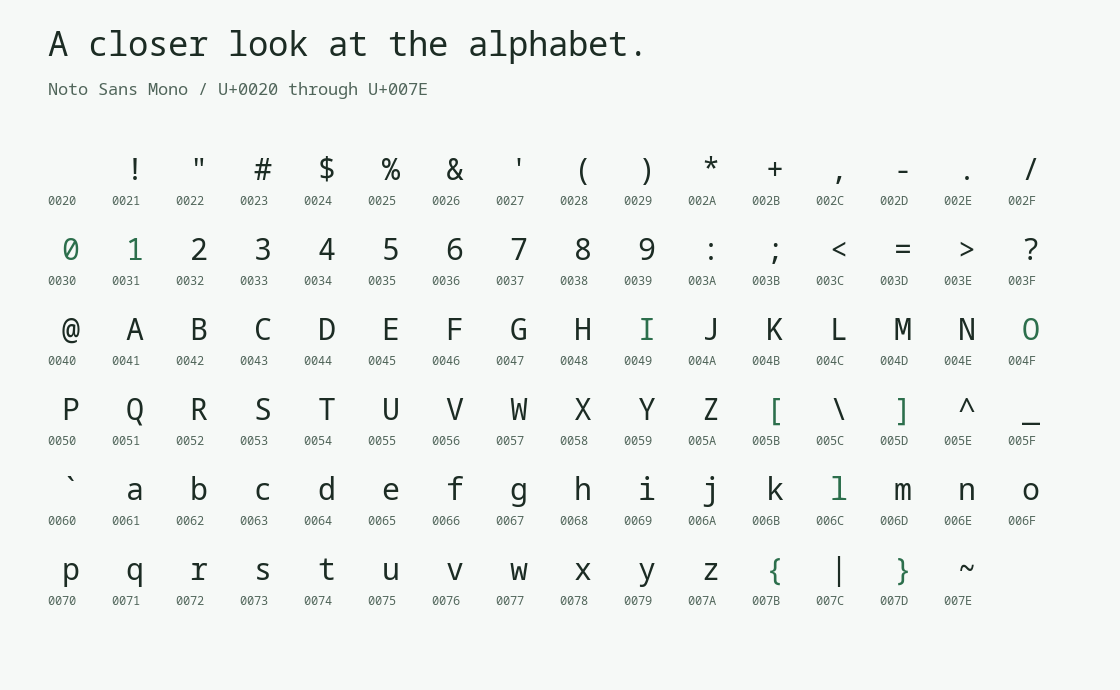 A closer look at the alphabet.
Noto Sans Mono / U+0020 through U+007E
! " # $ % & ' ( ) * + , - . /
0020 0021 0022 0023 0024 0025 0026 0027 0028 0029 002A 002B 002C 002D 002E 002F
0 1 2 3 4 5 6 7 8 9 : ; < = > ?
0030 0031 0032 0033 0034 0035 0036 0037 0038 0039 003A 003B 003C 003D 003E 003F
@ A B C D E F G H I J K L M N O
0040 0041 0042 0043 0044 0045 0046 0047 0048 0049 004A 004B 004C 004D 004E 004F
P Q R S T U V W X Y Z [ \ ] ^ _
0050 0051 0052 0053 0054 0055 0056 0057 0058 0059 005A 005B 005C 005D 005E 005F
` a b c d e f g h i j k l m n o
0060 0061 0062 0063 0064 0065 0066 0067 0068 0069 006A 006B 006C 006D 006E 006F
p q r s t u v w x y z { | } ~
0070 0071 0072 0073 0074 0075 0076 0077 0078 0079 007A 007B 007C 007D 007E